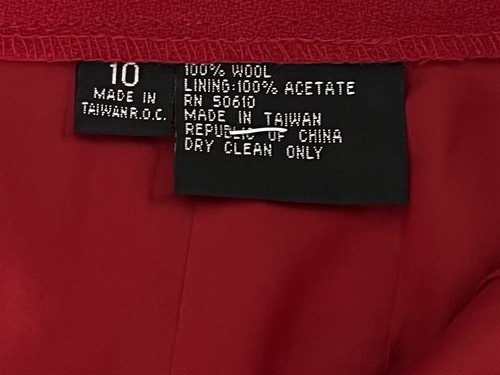 10
MADE IN
TAIWAN R.O.C.
100% WOOL
LINING:100% ACETATE
RN 50610
MADE IN TAIWAN
REPUBLIC OF CHINA
DRY CLEAN ONLY